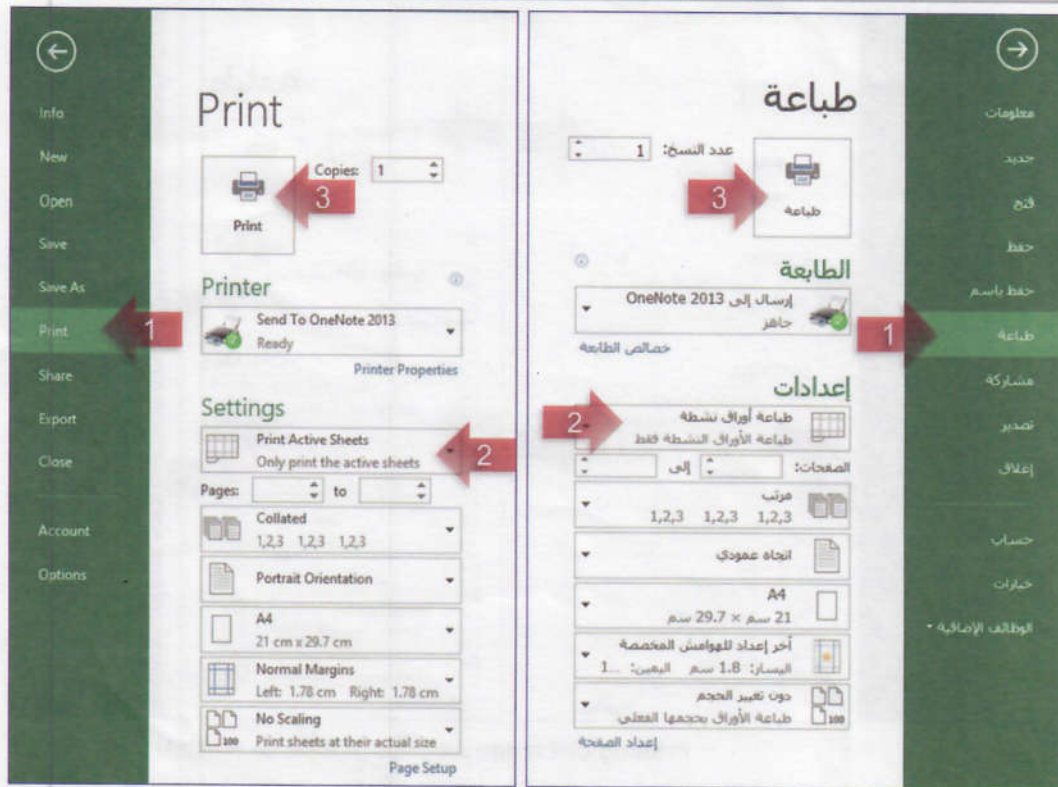 Info
New
Open
Save
Save As
Print
Share
Export
Close
Account
Options
Print
Copies: 1
3
Print
Printer
Send To OneNote 2013
Ready
Printer Properties
Settings
Print Active Sheets
Only print the active sheets
Pages: to
Collated
1,2,3 1,2,3 1,2,3
Portrait Orientation
A4
21 cm x 29.7 cm
Normal Margins
Left: 1.78 cm Right: 1.78 cm
No Scaling
100
Print sheets at their actual size
Page Setup
1
2
طباعة
عدد النسخ: 1
3
طباعة
الطابعة
إرسال إلى OneNote 2013
جاهز
خصائص الطابعة
إعدادات
طباعة أوراق نشطة
طباعة الأوراق النشطة فقط
الصفحات: إلى
مرتب
1,2,3 1,2,3 1,2,3
اتجاه عمودي
A4
21 سم × 29.7 سم
آخر إعداد للهوامش المخصصة
اليسار: 1.8 سم اليمين: 1...
دون تغيير الحجم
100
طباعة الأوراق بحجمها الفعلي
إعداد الصفحة
1
2
معلومات
جديد
فتح
حفظ
حفظ باسم
طباعة
مشاركة
تصدير
إغلاق
حساب
خيارات
الوظائف الإضافية